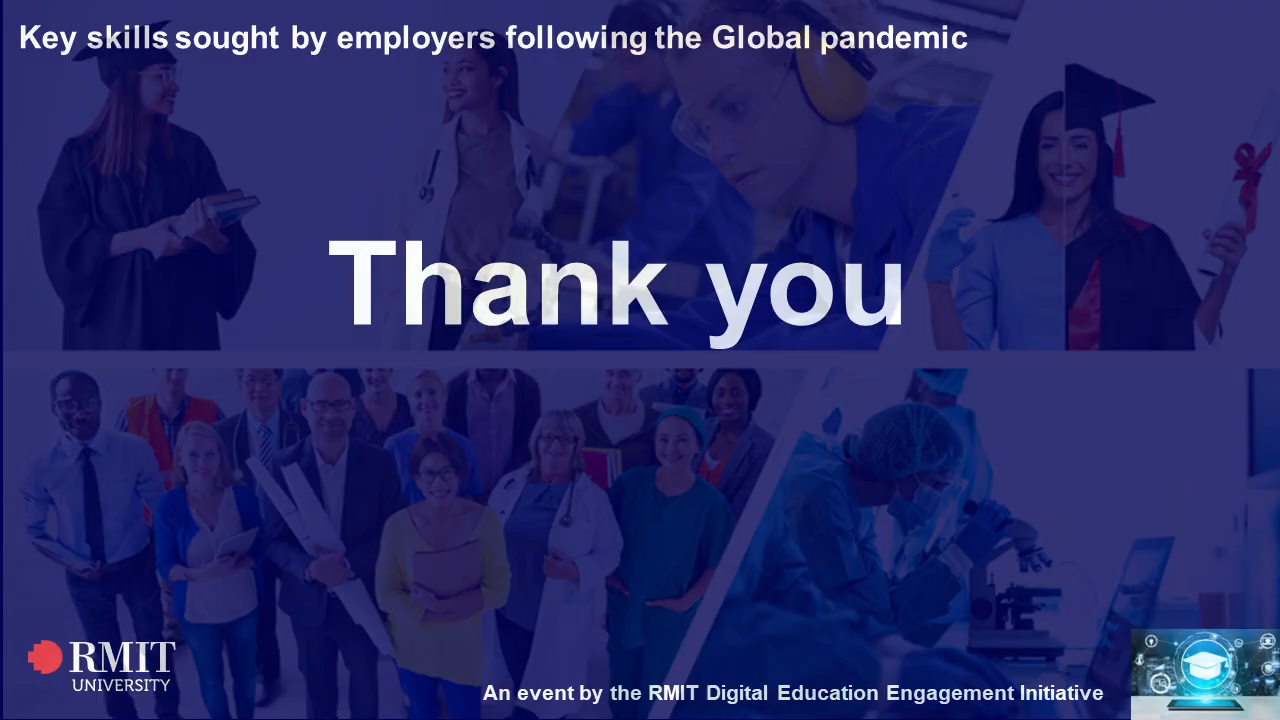 Key skills sought by employers following the Global pandemic
Thank you
RMIT
UNIVERSITY
An event by the RMIT Digital Education Engagement Initiative